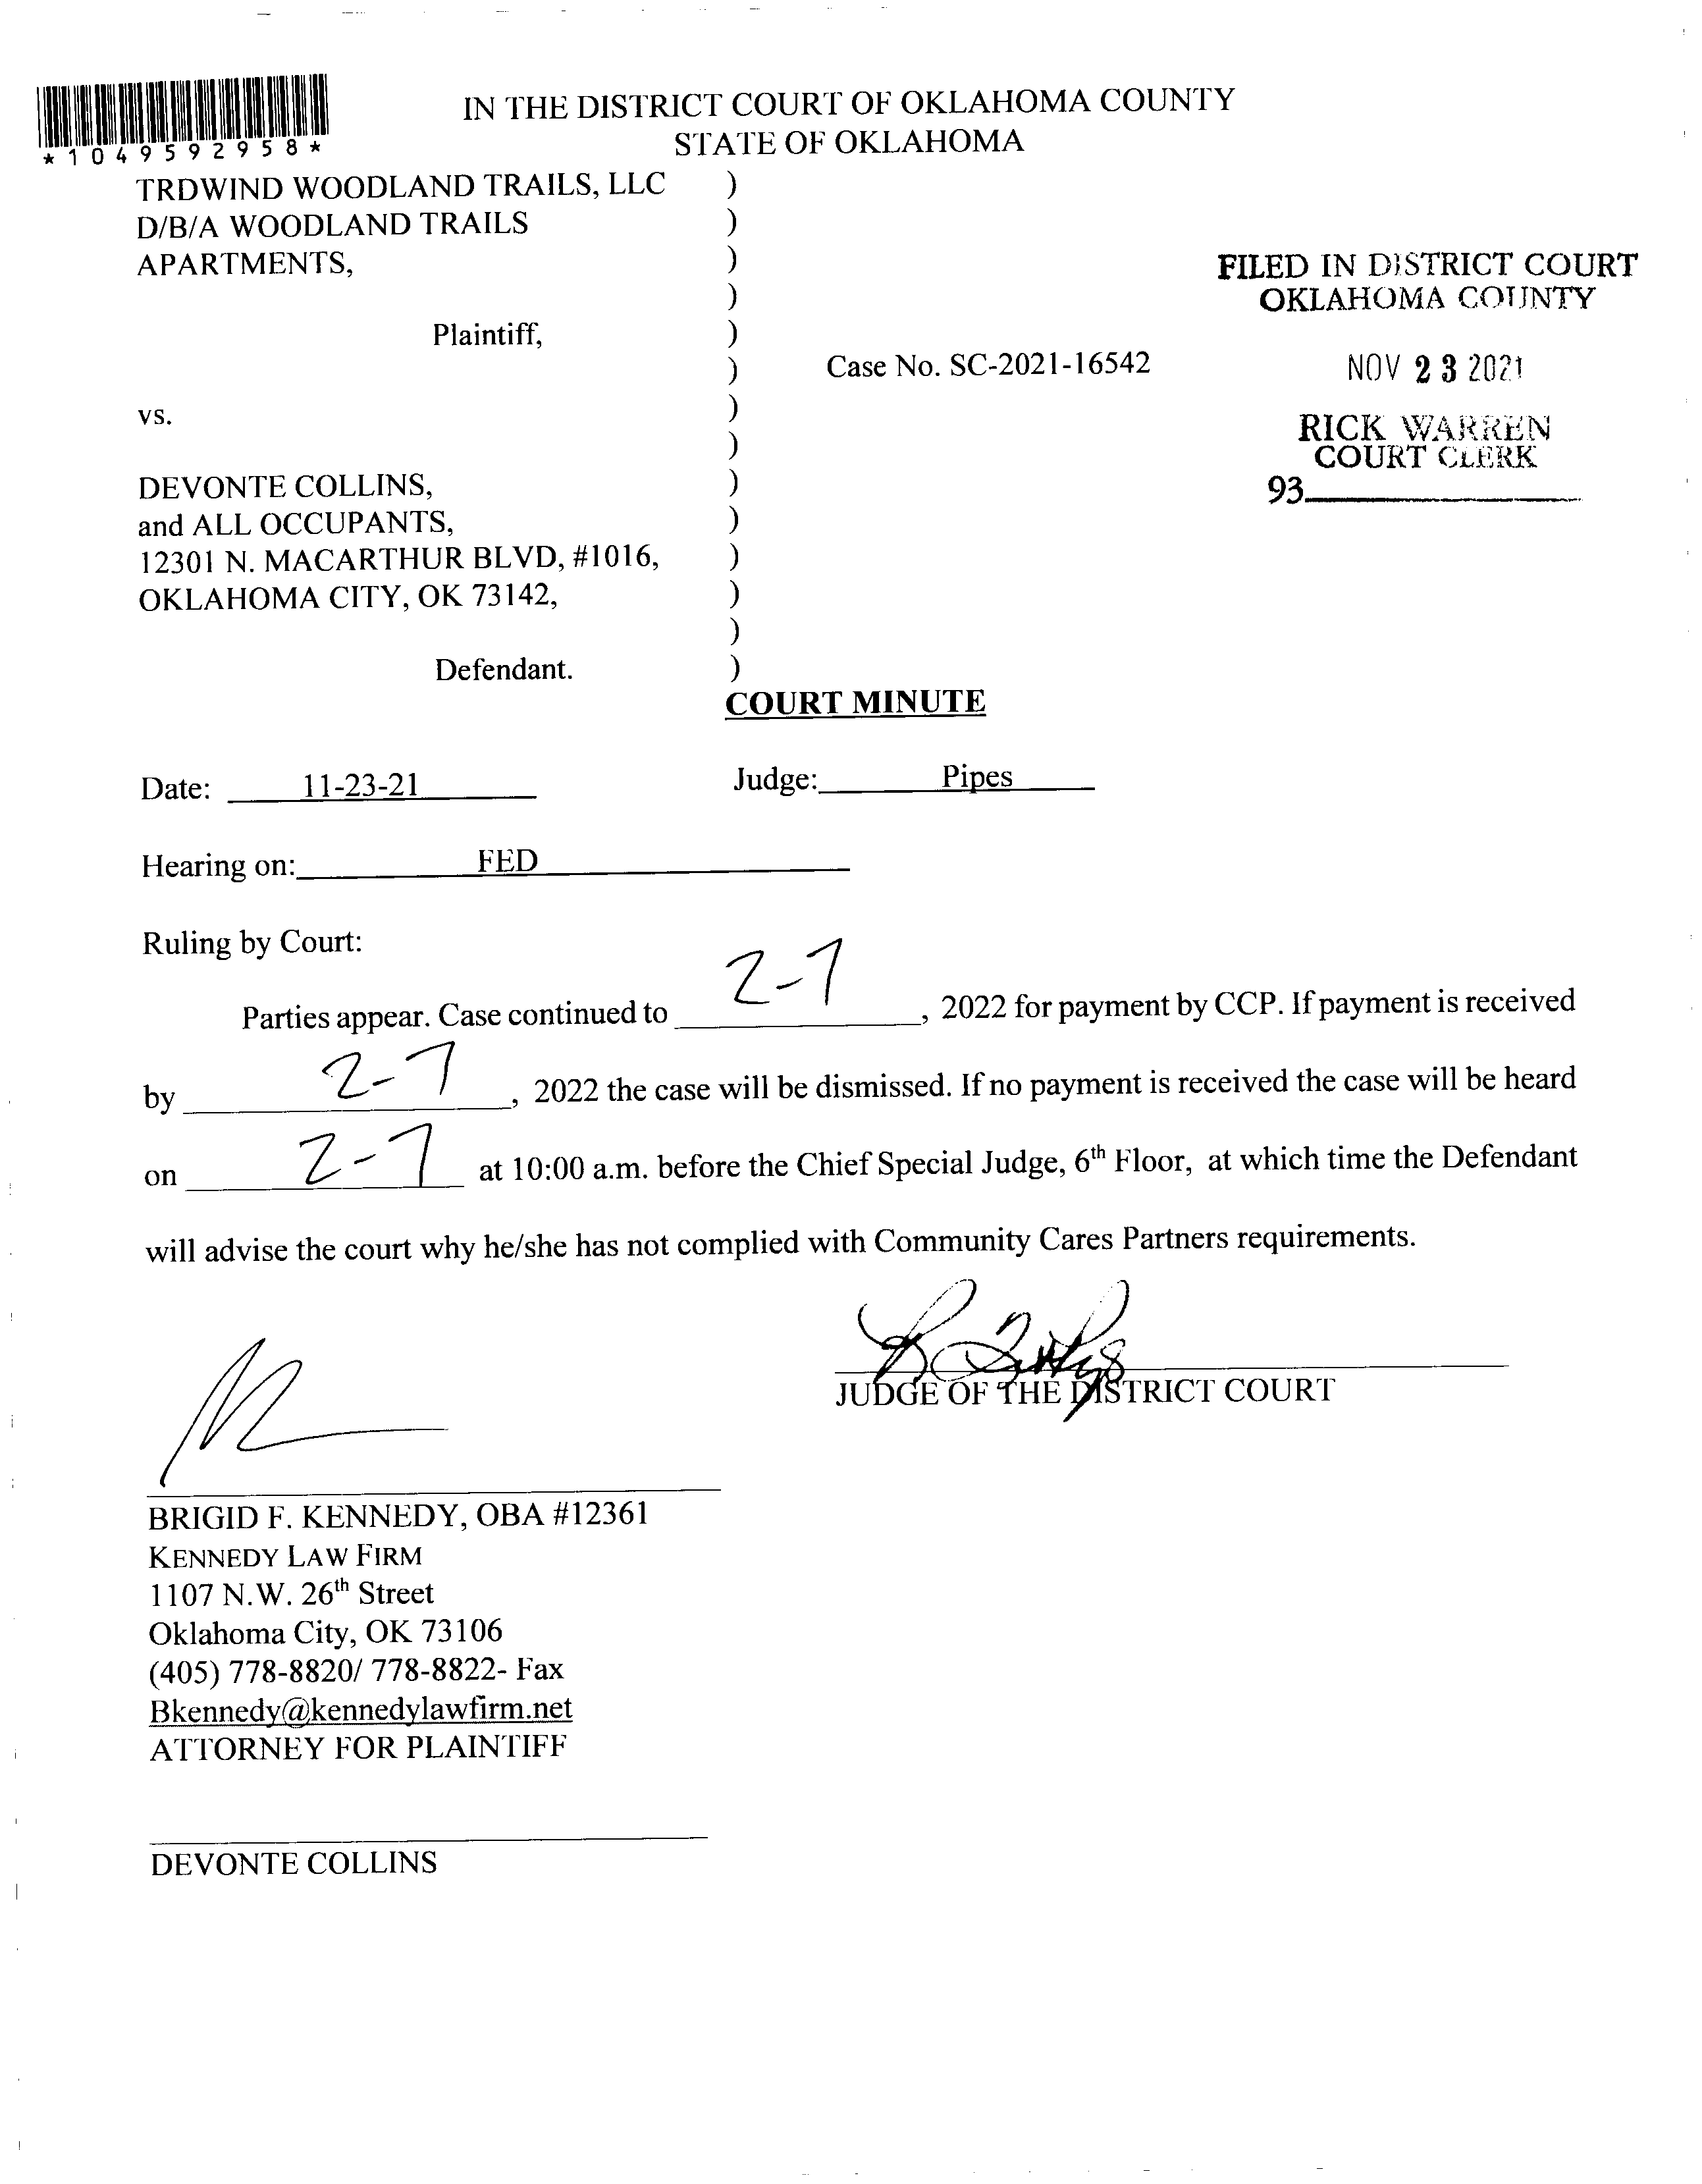 *1049592958*
IN THE DISTRICT COURT OF OKLAHOMA COUNTY
STATE OF OKLAHOMA
TRDWIND WOODLAND TRAILS, LLC )
D/B/A WOODLAND TRAILS )
APARTMENTS, )
)
Plaintiff, )
)
vs. )
)
DEVONTE COLLINS, )
and ALL OCCUPANTS, )
12301 N. MACARTHUR BLVD, #1016, )
OKLAHOMA CITY, OK 73142, )
)
Defendant. )
Case No. SC-2021-16542
FILED IN DISTRICT COURT
OKLAHOMA COUNTY
NOV 23 2021
RICK WARREN
COURT CLERK
93
COURT MINUTE
Date: 11-23-21 Judge: Pipes
Hearing on: FED
Ruling by Court:
Parties appear. Case continued to 2-7, 2022 for payment by CCP. If payment is received
by 2-7, 2022 the case will be dismissed. If no payment is received the case will be heard
on 2-7 at 10:00 a.m. before the Chief Special Judge, 6th Floor, at which time the Defendant
will advise the court why he/she has not complied with Community Cares Partners requirements.
JUDGE OF THE DISTRICT COURT
BRIGID F. KENNEDY, OBA #12361
KENNEDY LAW FIRM
1107 N.W. 26th Street
Oklahoma City, OK 73106
(405) 778-8820/ 778-8822- Fax
Bkennedy@kennedylawfirm.net
ATTORNEY FOR PLAINTIFF
DEVONTE COLLINS